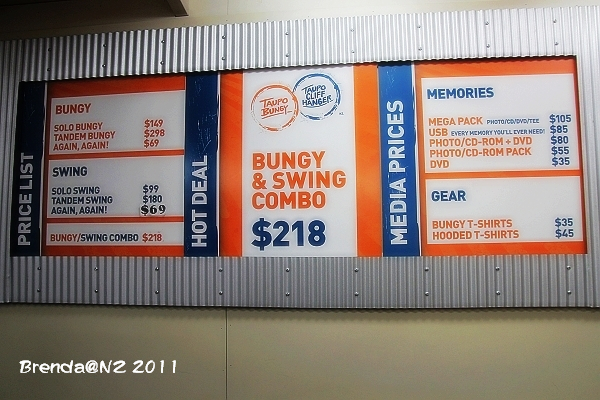 PRICE LIST
BUNGY
SOLO BUNGY $149
TANDEM BUNGY $298
AGAIN, AGAIN! $69
SWING
SOLO SWING $99
TANDEM SWING $180
AGAIN, AGAIN! $69
BUNGY/SWING COMBO $218
HOT DEAL
TAUPO
BUNGY
TAUPO
CLIFF
HANGER
BUNGY
& SWING
COMBO
$218
MEDIA PRICES
MEMORIES
MEGA PACK PHOTO/CD/DVD/TEE $105
USB EVERY MEMORY YOU'LL EVER NEED! $85
PHOTO/CD-ROM + DVD $80
PHOTO/CD-ROM PACK $55
DVD $35
GEAR
BUNGY T-SHIRTS $35
HOODED T-SHIRTS $45
Brenda@NZ 2011